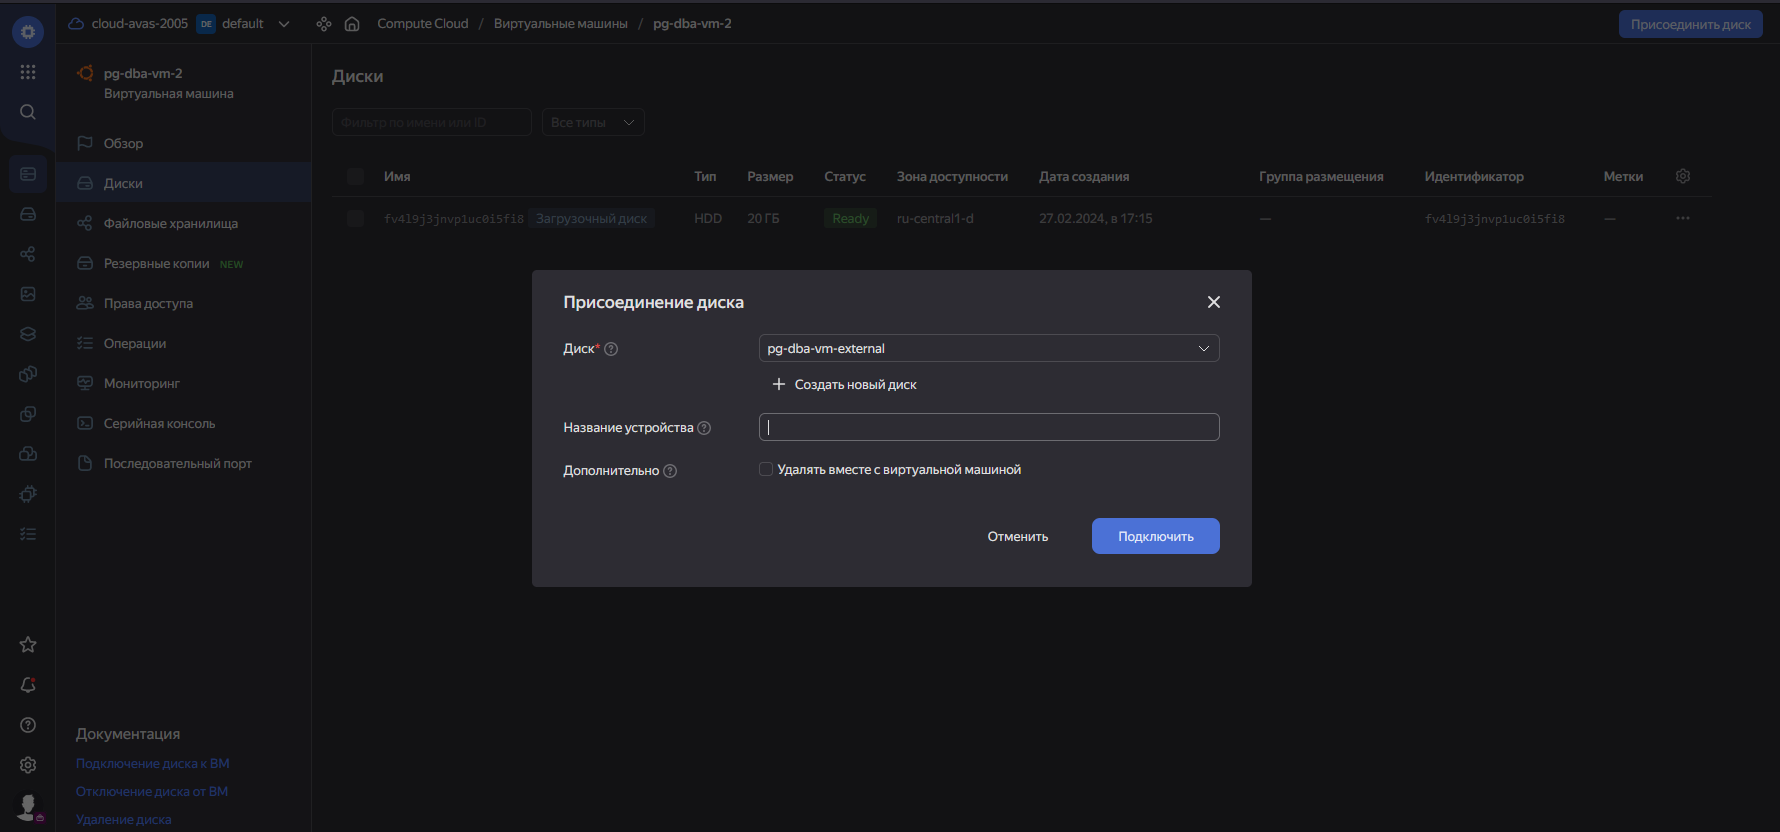 cloud-avas-2005 DE default Compute Cloud / Виртуальные машины / pg-dba-vm-2 Присоединить диск
pg-dba-vm-2
Виртуальная машина
Обзор
Диски
Файловые хранилища
Резервные копии NEW
Права доступа
Операции
Мониторинг
Серийная консоль
Последовательный порт
Документация
Подключение диска к ВМ
Отключение диска от ВМ
Удаление диска
Диски
Фильтр по имени или ID Все типы
Имя Тип Размер Статус Зона доступности Дата создания Группа размещения Идентификатор Метки
fv4l9j3jnvp1uc0i5fi8 Загрузочный диск HDD 20 ГБ Ready ru-central1-d 27.02.2024, в 17:15 — fv4l9j3jnvp1uc0i5fi8 —
Присоединение диска
Диск* pg-dba-vm-external
Создать новый диск
Название устройства
Дополнительно Удалять вместе с виртуальной машиной
Отменить Подключить